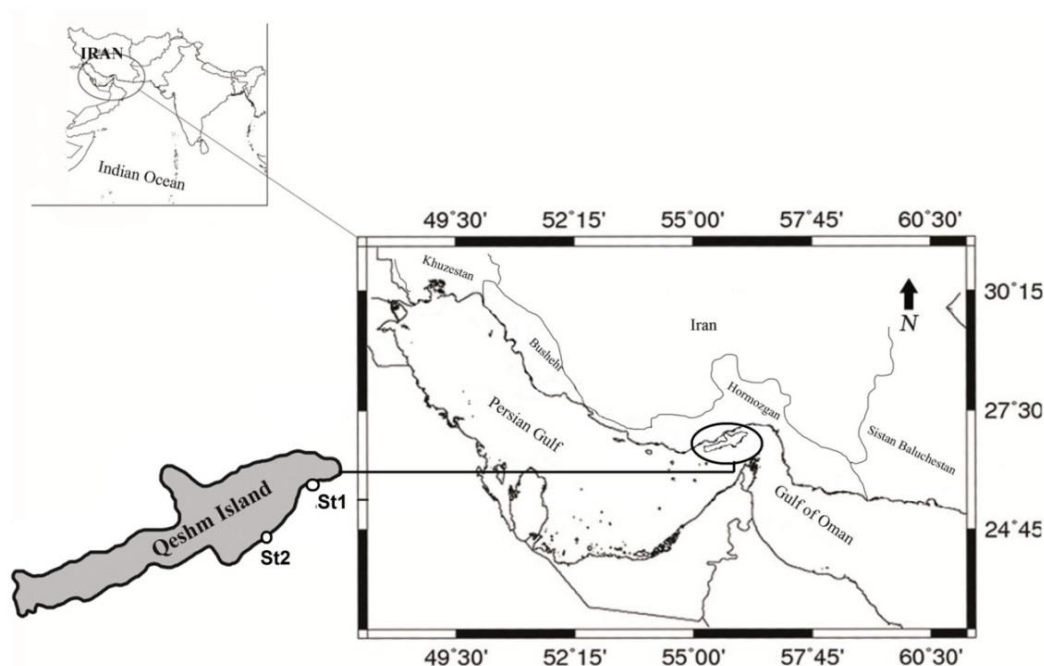 IRAN
Indian Ocean
49°30' 52°15' 55°00' 57°45' 60°30'
Khuzestan
30°15'
N
Iran
Bushehr
Hormozgan
27°30'
Persian Gulf
Sistan Baluchestan
Qeshm Island
St1
Gulf of Oman
24°45'
St2
49°30' 52°15' 55°00' 57°45' 60°30'